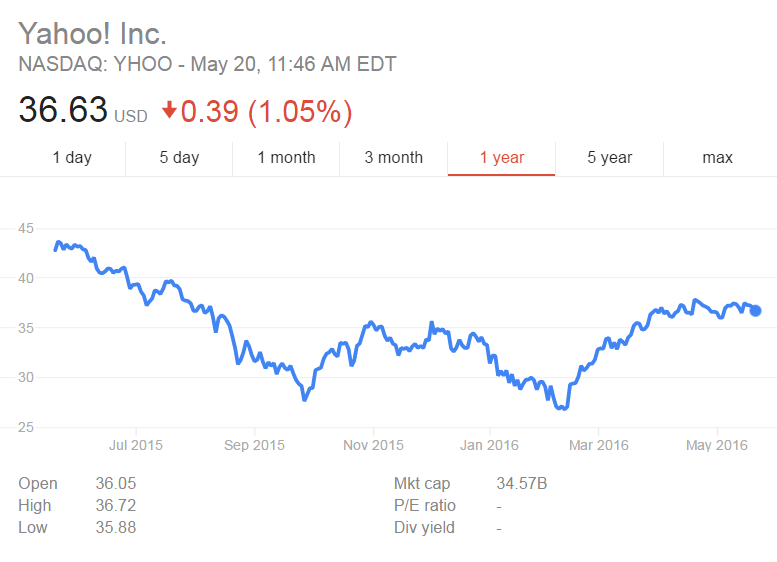 Yahoo! Inc.
NASDAQ: YHOO - May 20, 11:46 AM EDT
36.63 USD 0.39 (1.05%)
1 day 5 day 1 month 3 month 1 year 5 year max
45
40
35
30
25
Jul 2015 Sep 2015 Nov 2015 Jan 2016 Mar 2016 May 2016
Open 36.05 Mkt cap 34.57B
High 36.72 P/E ratio -
Low 35.88 Div yield -